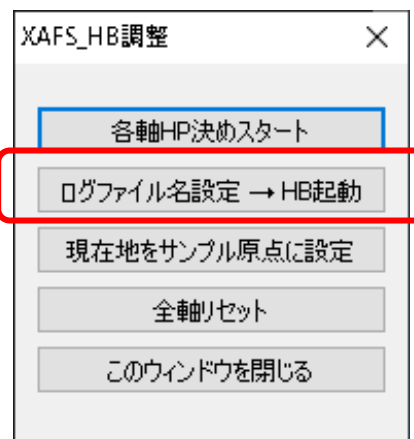 XAFS_HB調整
各軸HP決めスタート
ログファイル名設定 → HB起動
現在地をサンプル原点に設定
全軸リセット
このウィンドウを閉じる